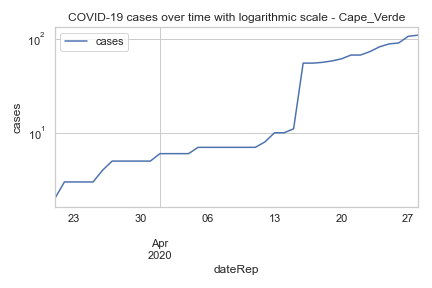 COVID-19 cases over time with logarithmic scale - Cape_Verde
10²
cases
cases
10¹
23 30 06 13 20 27
Apr
2020
dateRep